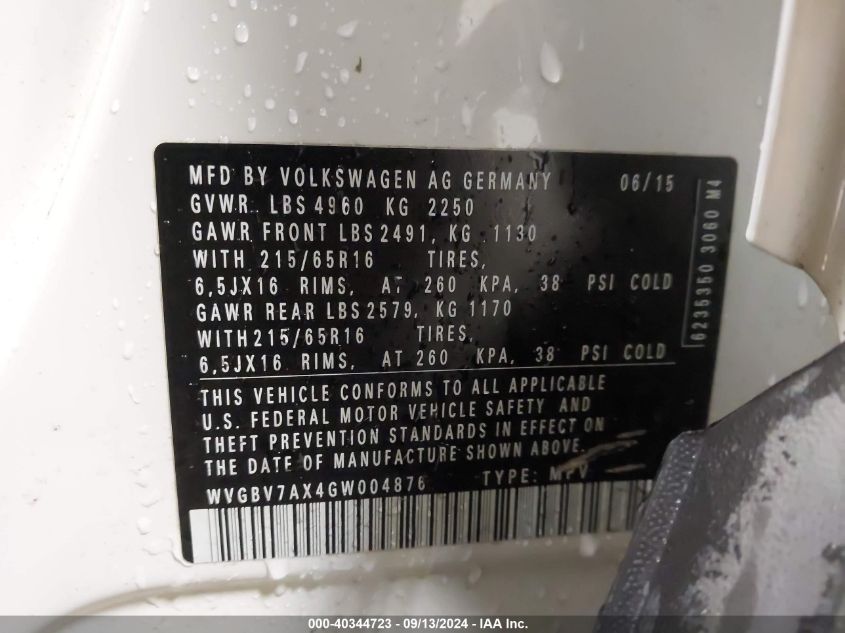 MFD BY VOLKSWAGEN AG GERMANY 06/15
GVWR LBS 4960 KG 2250
GAWR FRONT LBS 2491, KG 1130
WITH 215/65R16 TIRES,
6,5JX16 RIMS, AT 260 KPA, 38 PSI COLD
GAWR REAR LBS 2579, KG 1170
WITH 215/65R16 TIRES,
6,5JX16 RIMS, AT 260 KPA, 38 PSI COLD
THIS VEHICLE CONFORMS TO ALL APPLICABLE
U.S. FEDERAL MOTOR VEHICLE SAFETY AND
THEFT PREVENTION STANDARDS IN EFFECT ON
THE DATE OF MANUFACTURE SHOWN ABOVE.
WVGBV7AX4GW004876 TYPE: MPV
6235350 3060 M4
000-40344723 - 09/13/2024 - IAA Inc.